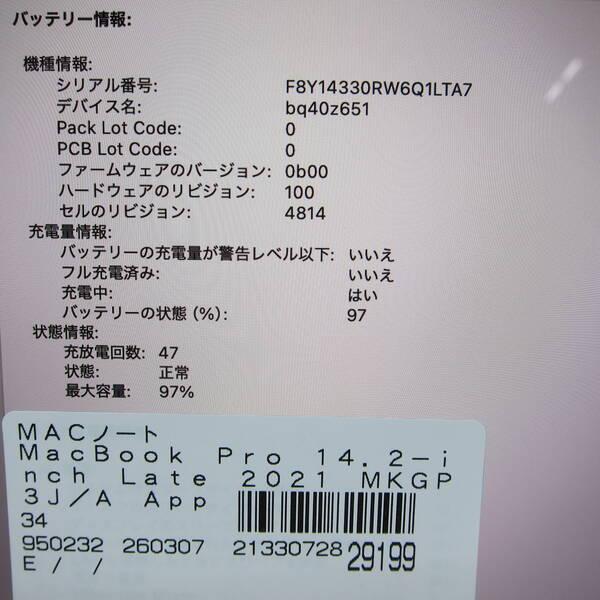 バッテリー情報:
機種情報:
シリアル番号: F8Y14330RW6Q1LTA7
デバイス名: bq40z651
Pack Lot Code: 0
PCB Lot Code: 0
ファームウェアのバージョン: 0b00
ハードウェアのリビジョン: 100
セルのリビジョン: 4814
充電量情報:
バッテリーの充電量が警告レベル以下: いいえ
フル充電済み: いいえ
充電中: はい
バッテリーの状態（%）: 97
状態情報:
充放電回数: 47
状態: 正常
最大容量: 97%
MACノート
MacBook Pro 14.2-i
nch Late 2021 MKGP
3J/A App
34
950232 260307 21330728 29199
E / /